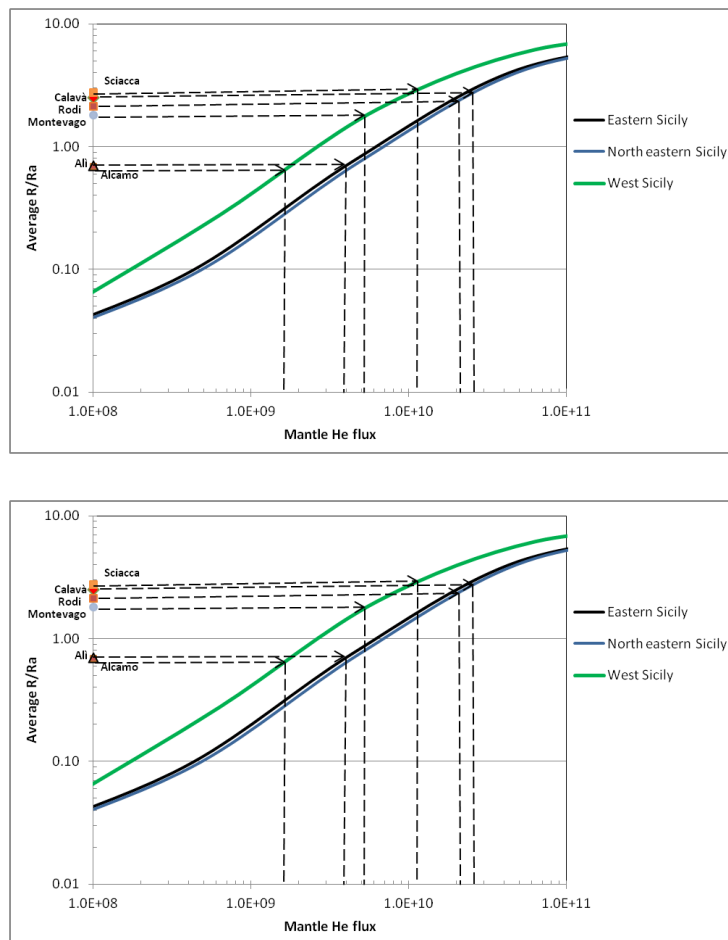 10.00
Sciacca
Calavà
Rodi
Montevago
1.00
Alì
Alcamo
0.10
0.01
Average R/Ra
1.0E+08
1.0E+09
1.0E+10
1.0E+11
Mantle He flux
Eastern Sicily
North eastern Sicily
West Sicily
10.00
Sciacca
Calavà
Rodi
Montevago
1.00
Alì
Alcamo
0.10
0.01
Average R/Ra
1.0E+08
1.0E+09
1.0E+10
1.0E+11
Mantle He flux
Eastern Sicily
North eastern Sicily
West Sicily